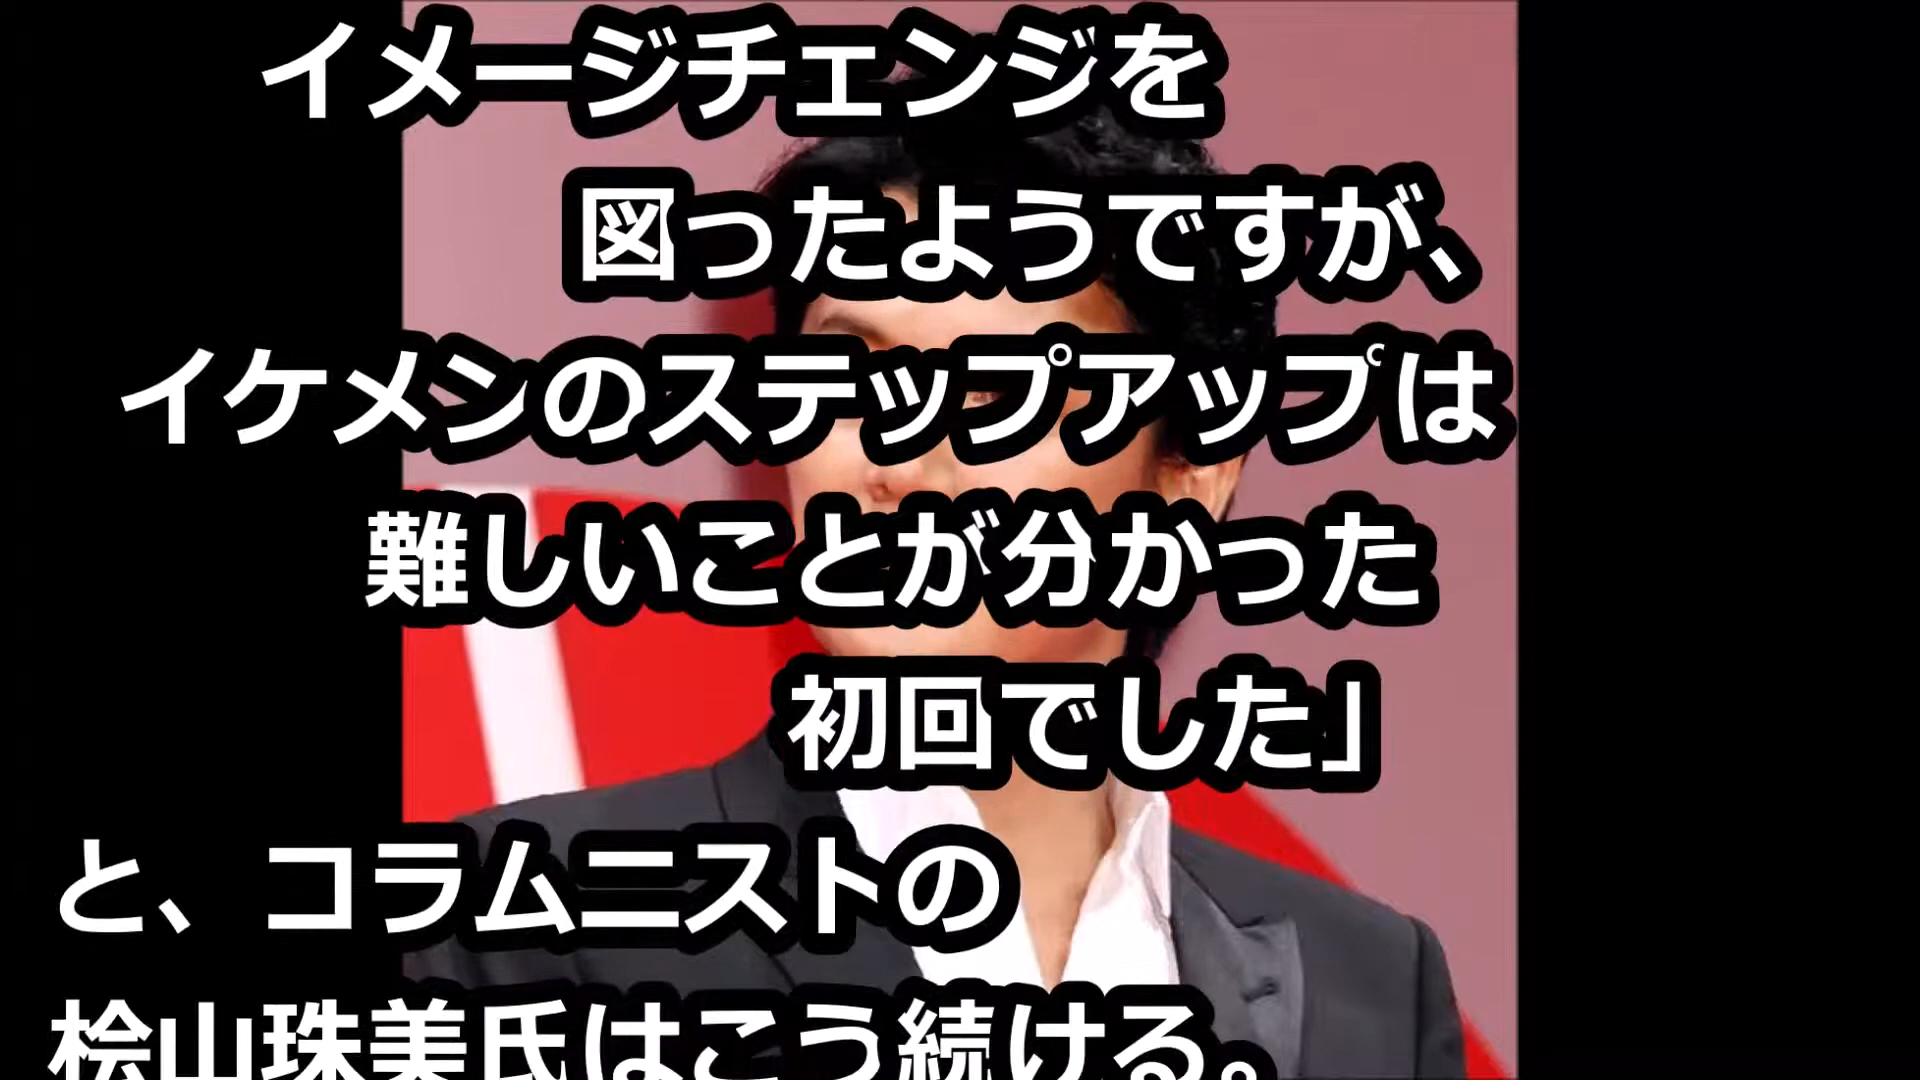 イメージチェンジを
図ったようですが、
イケメンのステップアップは
難しいことが分かった
初回でした」
と、コラムニストの
桧山珠美氏はこう続ける。